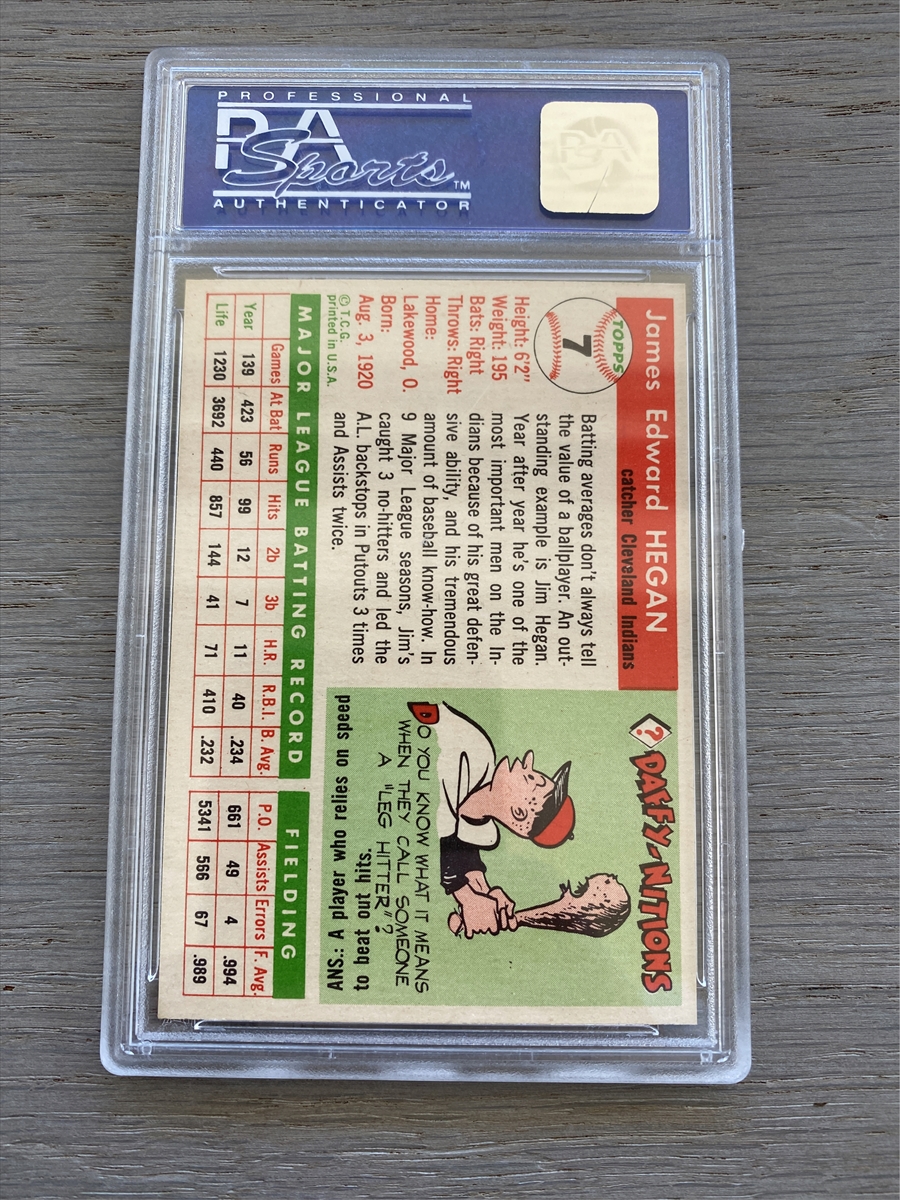 PROFESSIONAL
PSA
Sports™
AUTHENTICATOR
PSA
TOPPS
7
James Edward HEGAN
catcher Cleveland Indians
Height: 6'2"
Weight: 195
Bats: Right
Throws: Right
Home:
Lakewood, O.
Born:
Aug. 3, 1920
© T.C.G.
printed in U.S.A.
Batting averages don't always tell
the value of a ballplayer. An out-
standing example is Jim Hegan.
Year after year he's one of the
most important men on the In-
dians because of his great defen-
sive ability, and his tremendous
amount of baseball know-how. In
9 Major League seasons, Jim's
caught 3 no-hitters and led the
A.L. backstops in Putouts 3 times
and Assists twice.
? DAFFY-NITIONS
DO YOU KNOW WHAT IT MEANS
WHEN THEY CALL SOMEONE
A "LEG HITTER"?
ANS.: A player who relies on speed
to beat out hits.
MAJOR LEAGUE BATTING RECORD FIELDING
Games At Bat Runs Hits 2b 3b H.R. R.B.I. B. Avg. P.O. Assists Errors F. Avg.
Year 139 423 56 99 12 7 11 40 .234 661 49 4 .994
Life 1230 3692 440 857 144 41 71 410 .232 5341 566 67 .989